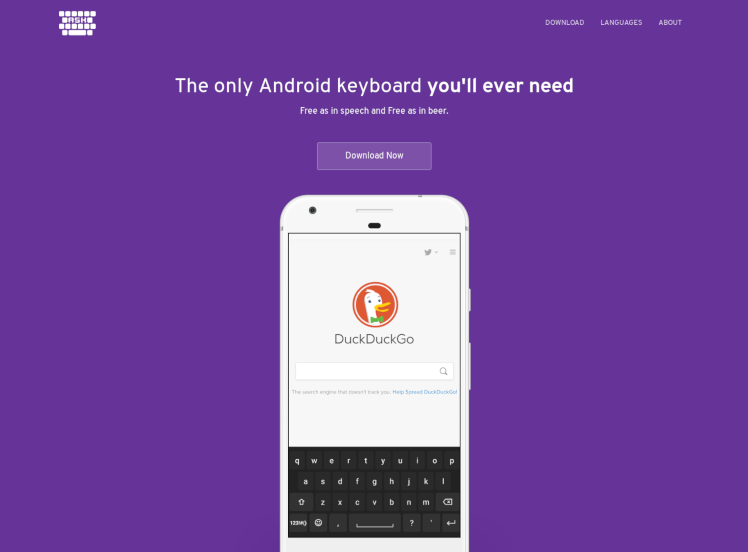 ASK
DOWNLOAD LANGUAGES ABOUT
The only Android keyboard you'll ever need
Free as in speech and Free as in beer.
Download Now
DuckDuckGo
The search engine that doesn't track you. Help Spread DuckDuckGo!
q w e r t y u i o p
a s d f g h j k l
z x c v b n m
, ? '